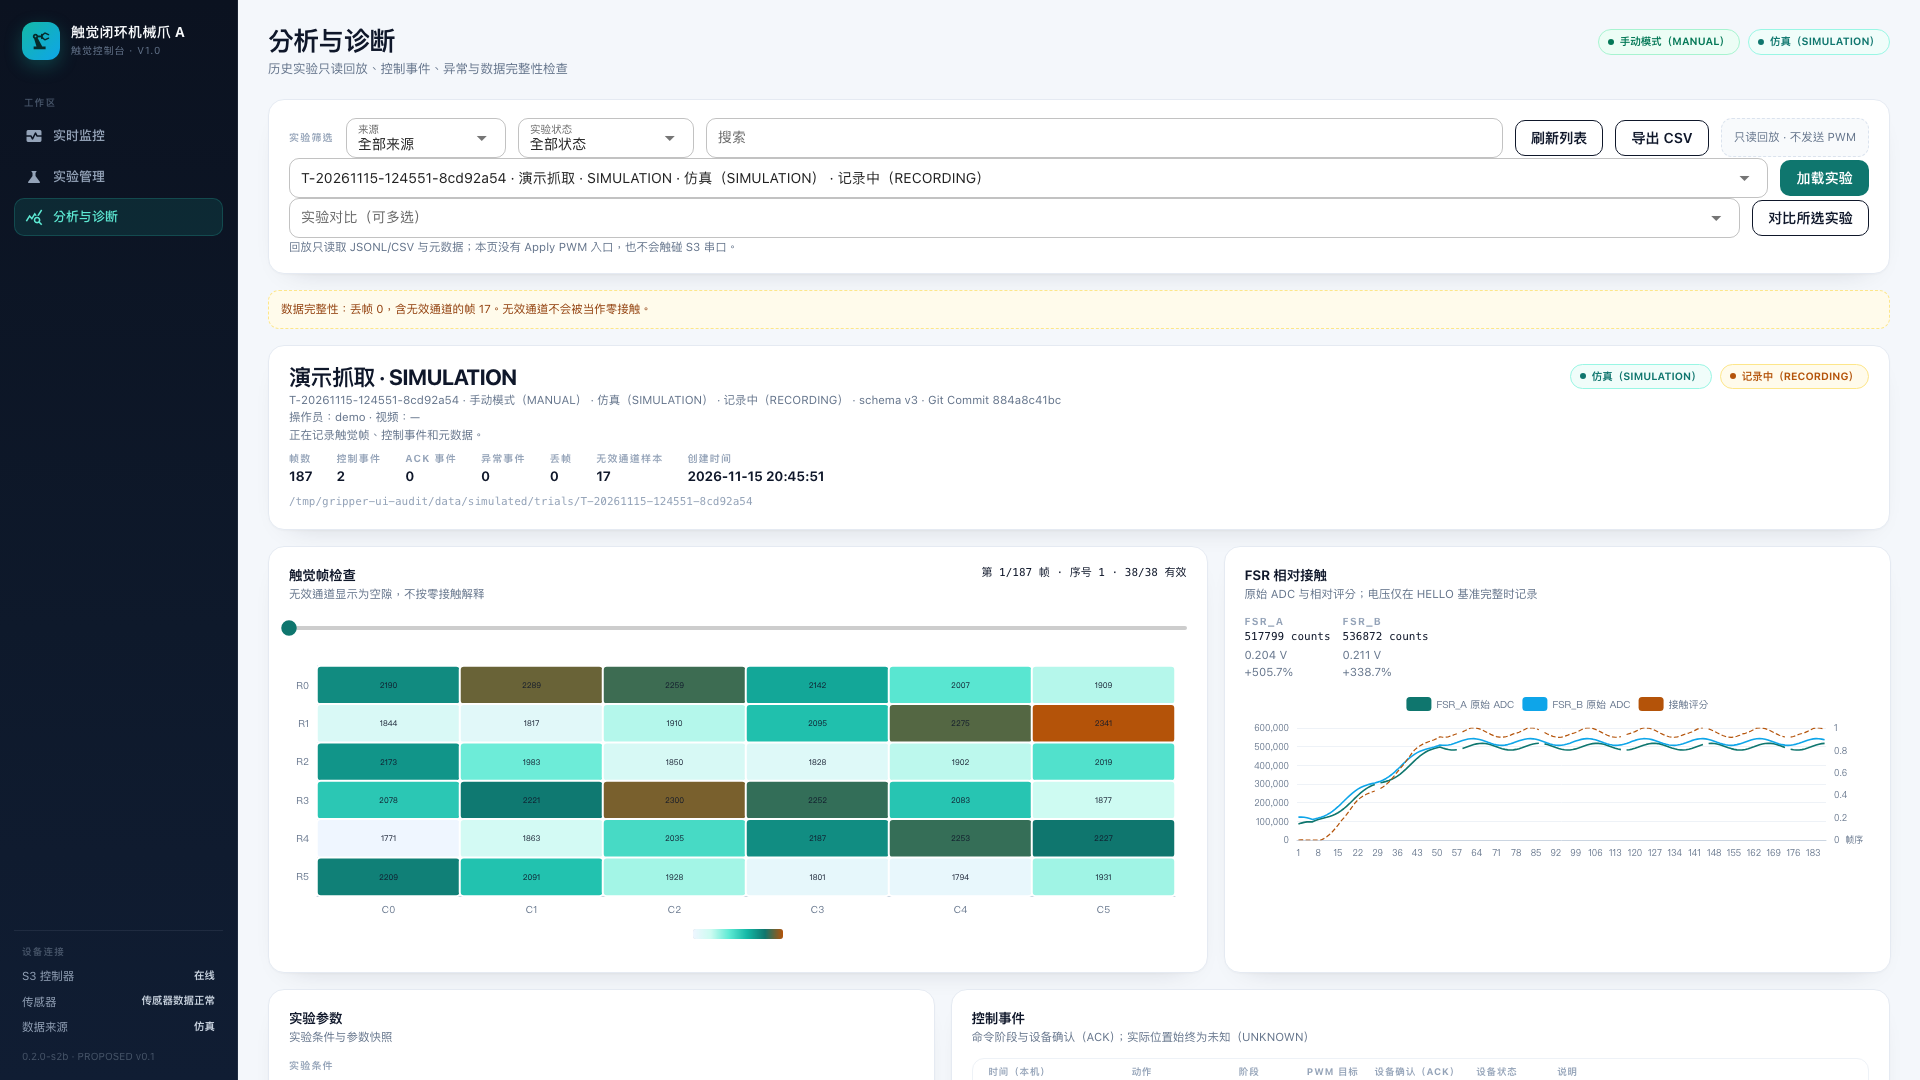 触觉闭环机械爪 A
触觉控制台 · V1.0
工作区
实时监控
实验管理
分析与诊断
设备连接
S3 控制器 在线
传感器 传感器数据正常
数据来源 仿真
0.2.0-s2b · PROPOSED v0.1
分析与诊断
历史实验只读回放、控制事件、异常与数据完整性检查
手动模式（MANUAL）
仿真（SIMULATION）
实验筛选
来源
全部来源
实验状态
全部状态
搜索
刷新列表
导出 CSV
只读回放 · 不发送 PWM
T-20261115-124551-8cd92a54 · 演示抓取 · SIMULATION · 仿真（SIMULATION） · 记录中（RECORDING）
加载实验
实验对比（可多选）
对比所选实验
回放只读取 JSONL/CSV 与元数据；本页没有 Apply PWM 入口，也不会触碰 S3 串口。
数据完整性：丢帧 0，含无效通道的帧 17。无效通道不会被当作零接触。
演示抓取 · SIMULATION
仿真（SIMULATION）
记录中（RECORDING）
T-20261115-124551-8cd92a54 · 手动模式（MANUAL） · 仿真（SIMULATION） · 记录中（RECORDING） · schema v3 · Git Commit 884a8c41bc
操作员：demo · 视频：—
正在记录触觉帧、控制事件和元数据。
帧数 控制事件 ACK 事件 异常事件 丢帧 无效通道样本 创建时间
187 2 0 0 0 17 2026-11-15 20:45:51
/tmp/gripper-ui-audit/data/simulated/trials/T-20261115-124551-8cd92a54
触觉帧检查
无效通道显示为空隙，不按零接触解释
第 1/187 帧 · 序号 1 · 38/38 有效
R0 2190 2289 2259 2142 2007 1909
R1 1844 1817 1910 2095 2275 2341
R2 2173 1983 1850 1828 1902 2019
R3 2078 2221 2300 2252 2083 1877
R4 1771 1863 2035 2187 2253 2227
R5 2209 2091 1928 1801 1794 1931
C0 C1 C2 C3 C4 C5
FSR 相对接触
原始 ADC 与相对评分；电压仅在 HELLO 基准完整时记录
FSR_A FSR_B
517799 counts 536872 counts
0.204 V 0.211 V
+505.7% +338.7%
FSR_A 原始 ADC FSR_B 原始 ADC 接触评分
600,000 1
500,000 0.8
400,000 0.6
300,000 0.4
200,000 0.2
100,000
0 0 帧序
1 8 15 22 29 36 43 50 57 64 71 78 85 92 99 106 113 120 127 134 141 148 155 162 169 176 183
实验参数
实验条件与参数快照
实验条件
控制事件
命令阶段与设备确认（ACK）；实际位置始终为未知（UNKNOWN）
时间（本机） 动作 阶段 PWM 目标 设备确认（ACK） 设备状态 说明